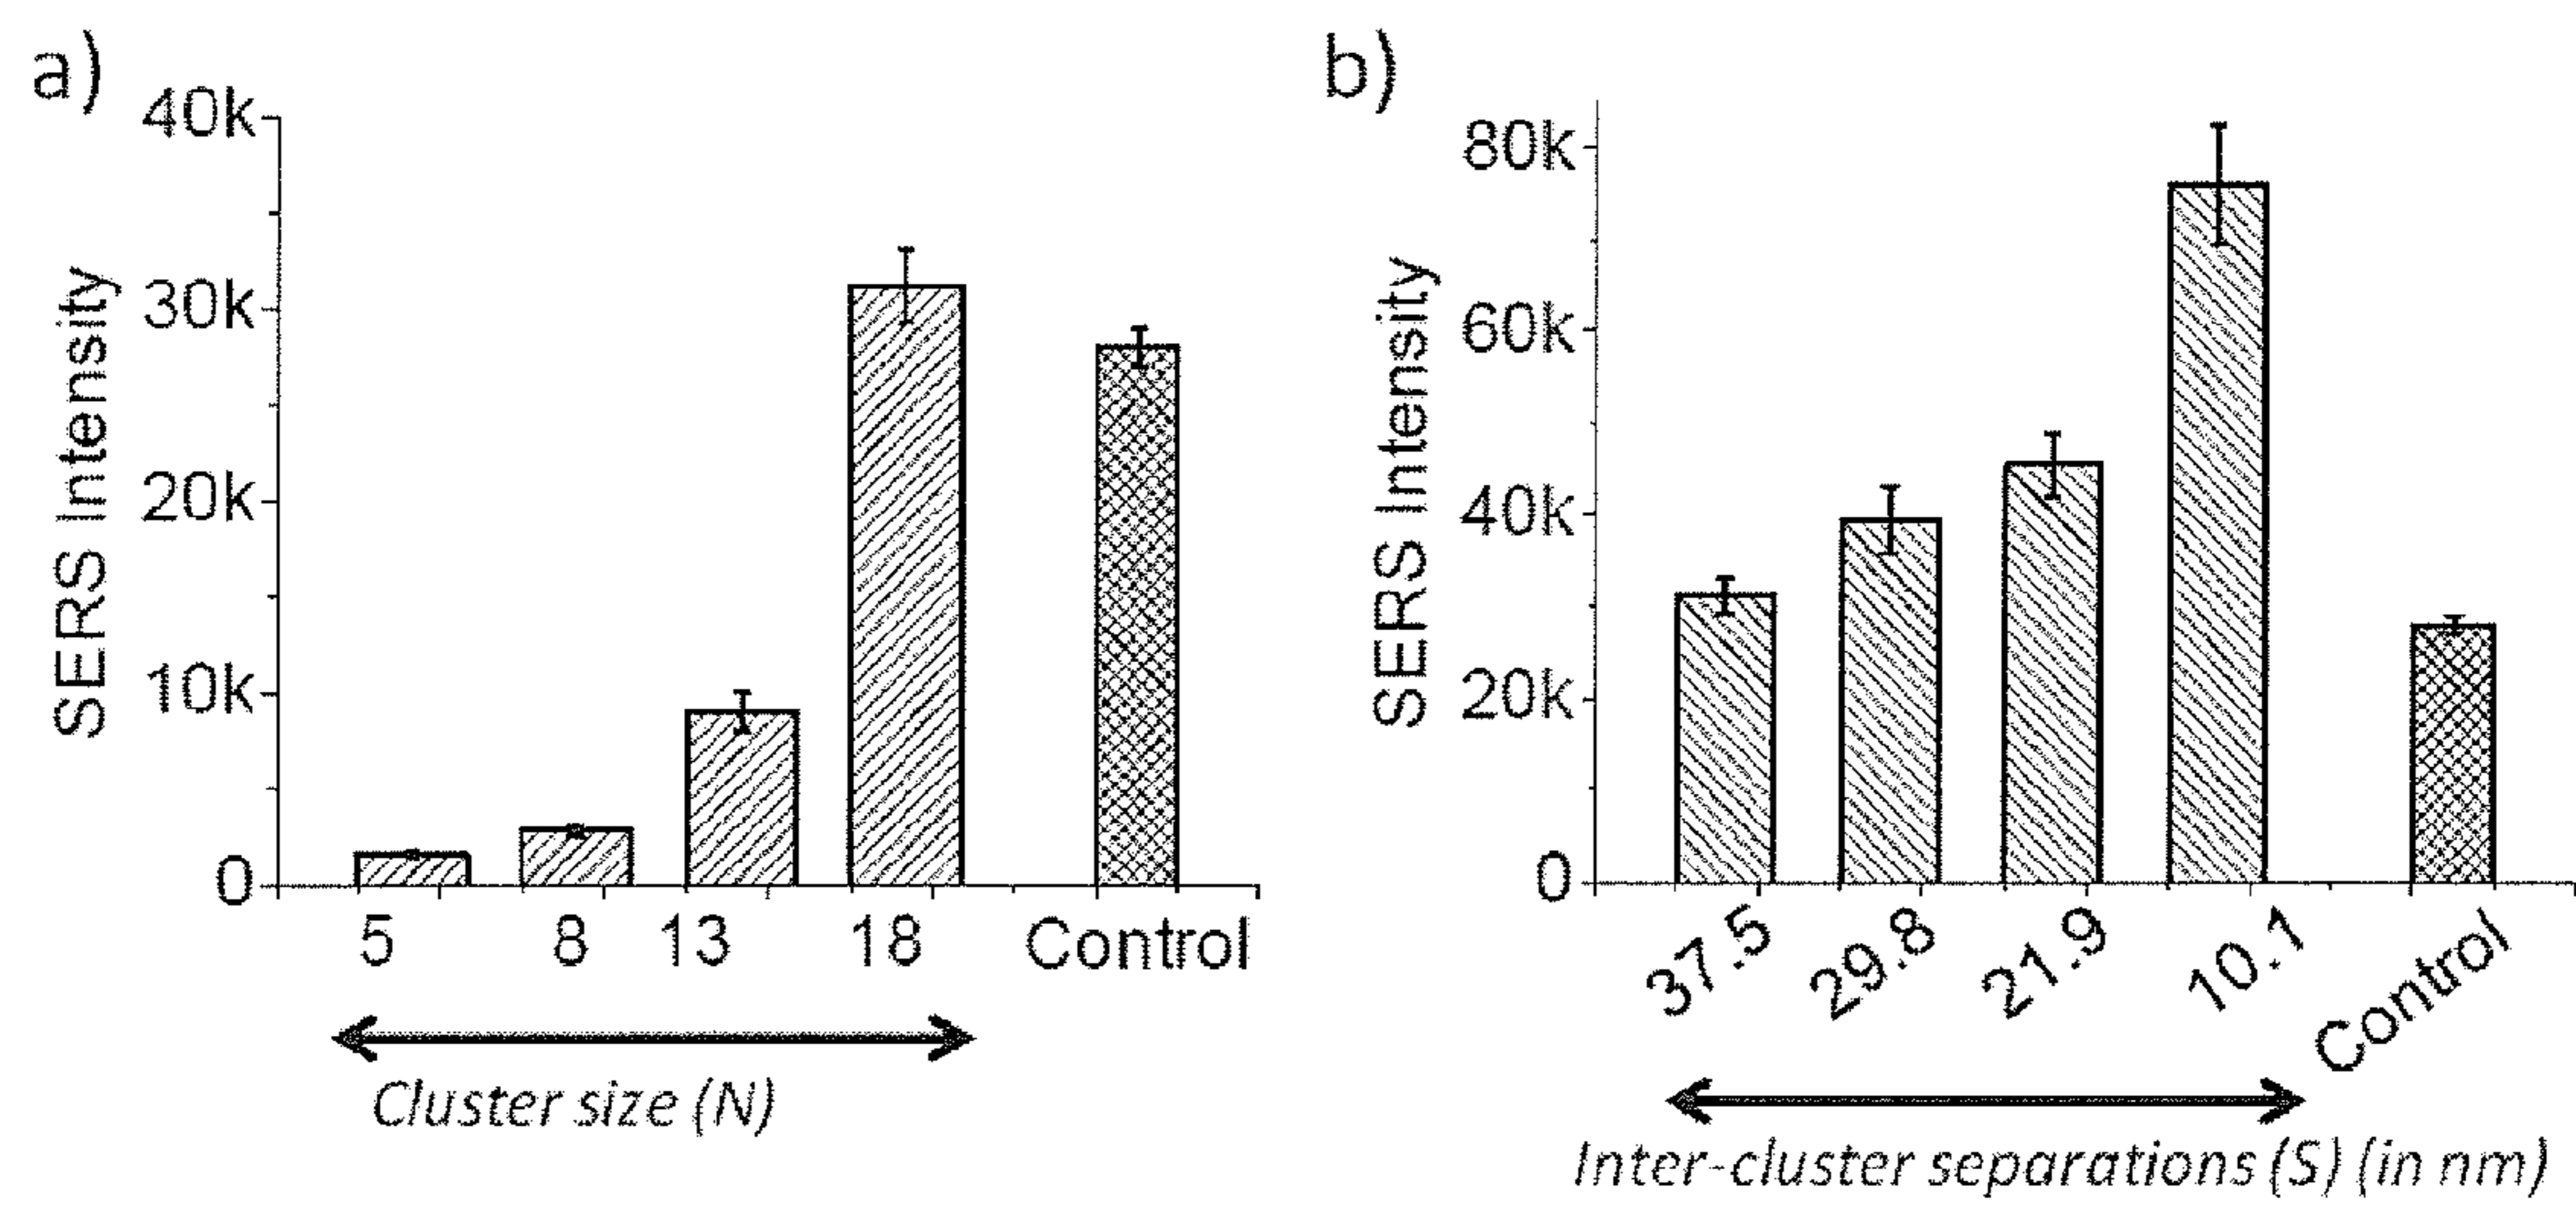 a)
40k
30k
20k
10k
0
SERS Intensity
5 8 13 18 Control
Cluster size (N)
b)
80k
60k
40k
20k
0
SERS Intensity
37.5 29.8 21.9 10.1 Control
Inter-cluster separations (S) (in nm)